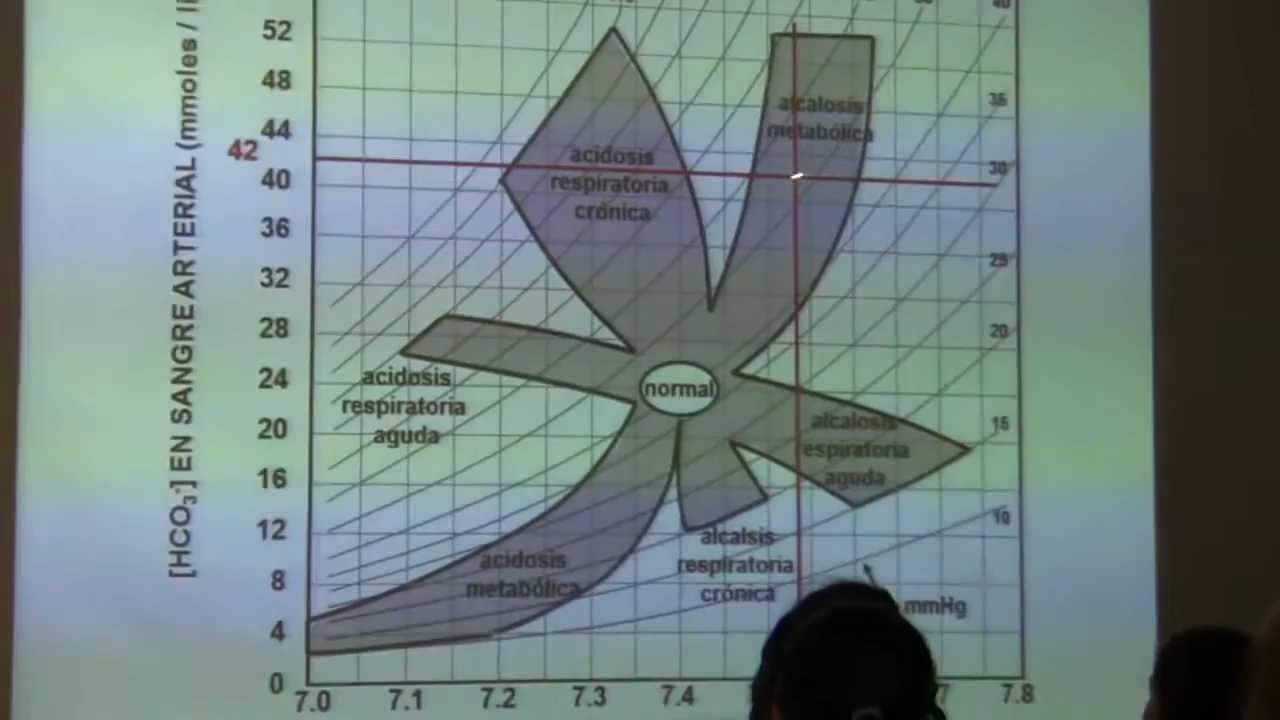 52
48
44
42
40
36
32
28
24
20
16
12
8
4
0
[HCO3-] EN SANGRE ARTERIAL (mmoles /
35
30
25
20
15
10
alcalosis
metabólica
acidosis
respiratoria
crónica
normal
acidosis
respiratoria
aguda
alcalosis
respiratoria
aguda
acidosis
metabólica
alcalsis
respiratoria
crónica
mmHg
7.0
7.1
7.2
7.3
7.4
7
7.8